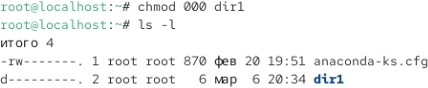 root@localhost:~# chmod 000 dir1
root@localhost:~# ls -l
итого 4
-rw-------. 1 root root 870 фев 20 19:51 anaconda-ks.cfg
d---------. 2 root root   6 мар  6 20:34 dir1